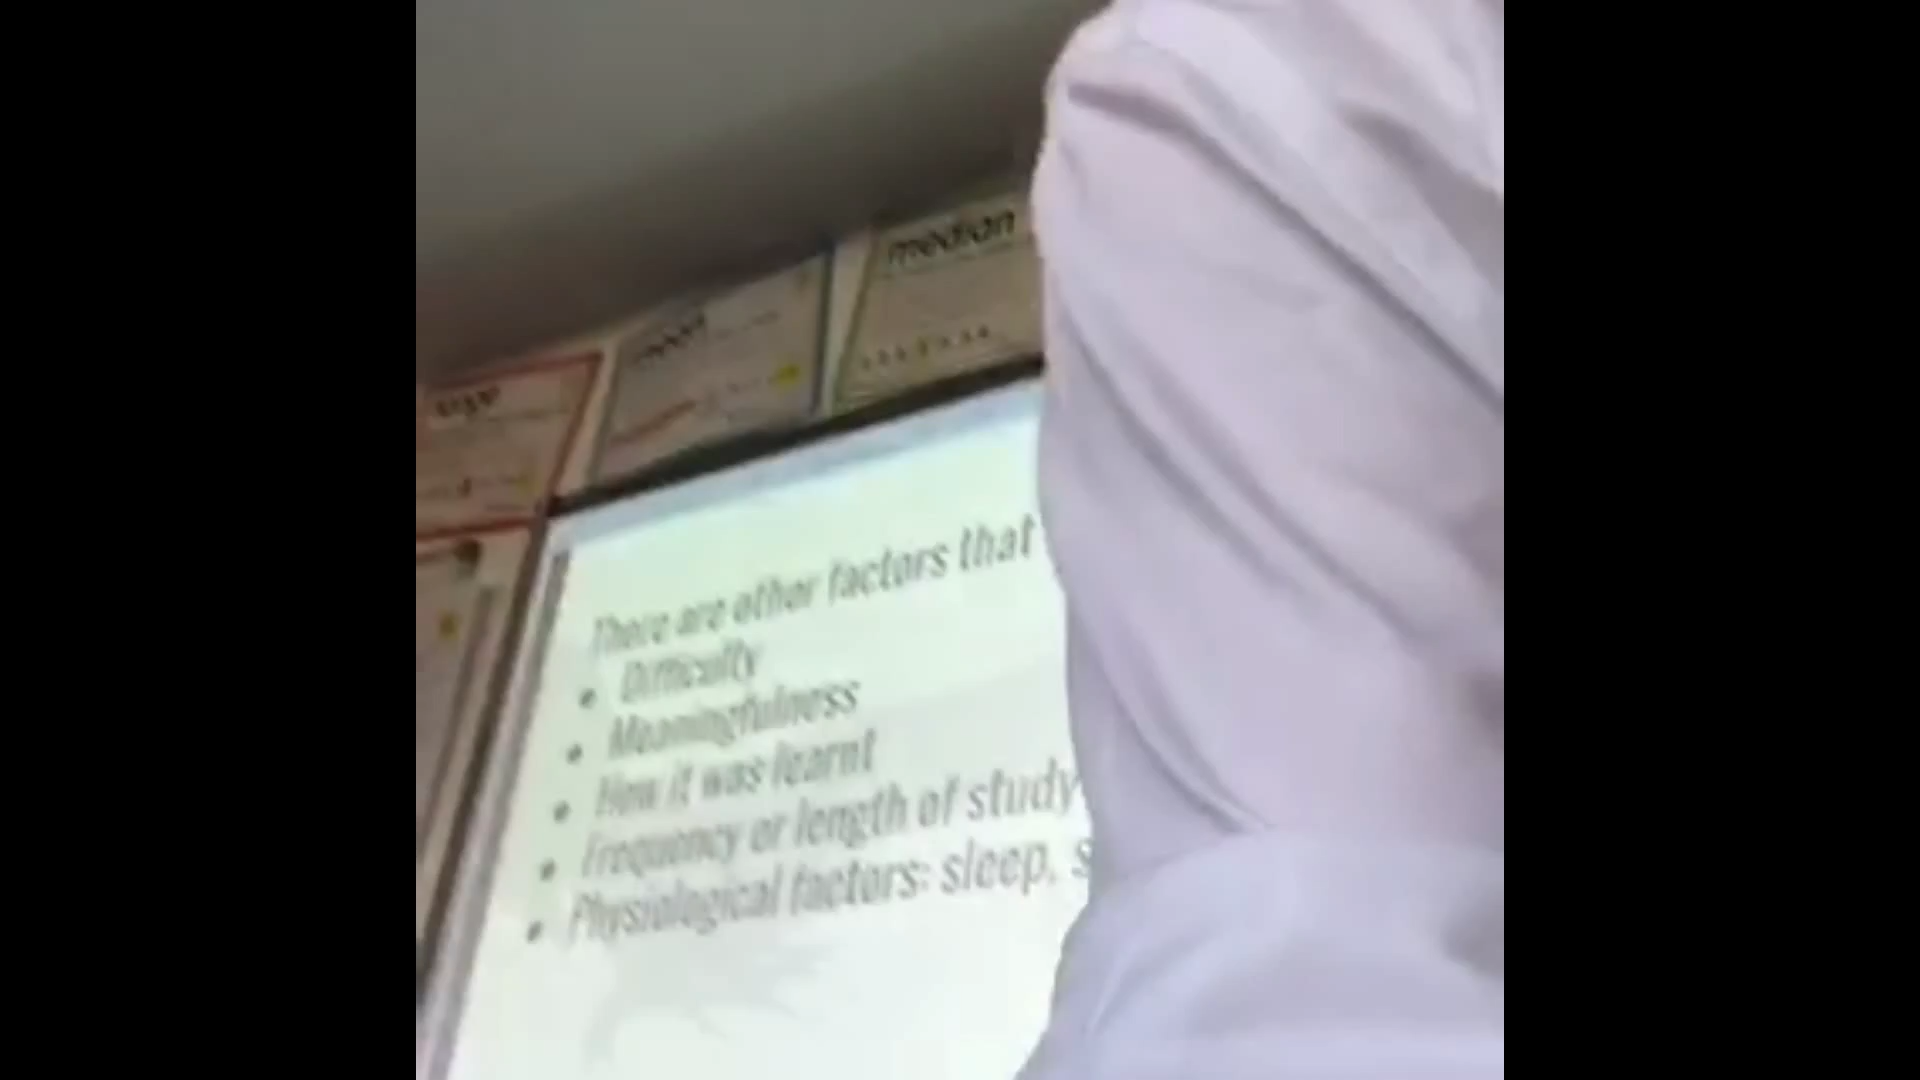 median
mean
There are other factors that
• Difficulty
• Meaningfulness
• How it was learnt
• Frequency or length of study
• Physiological factors: sleep, s